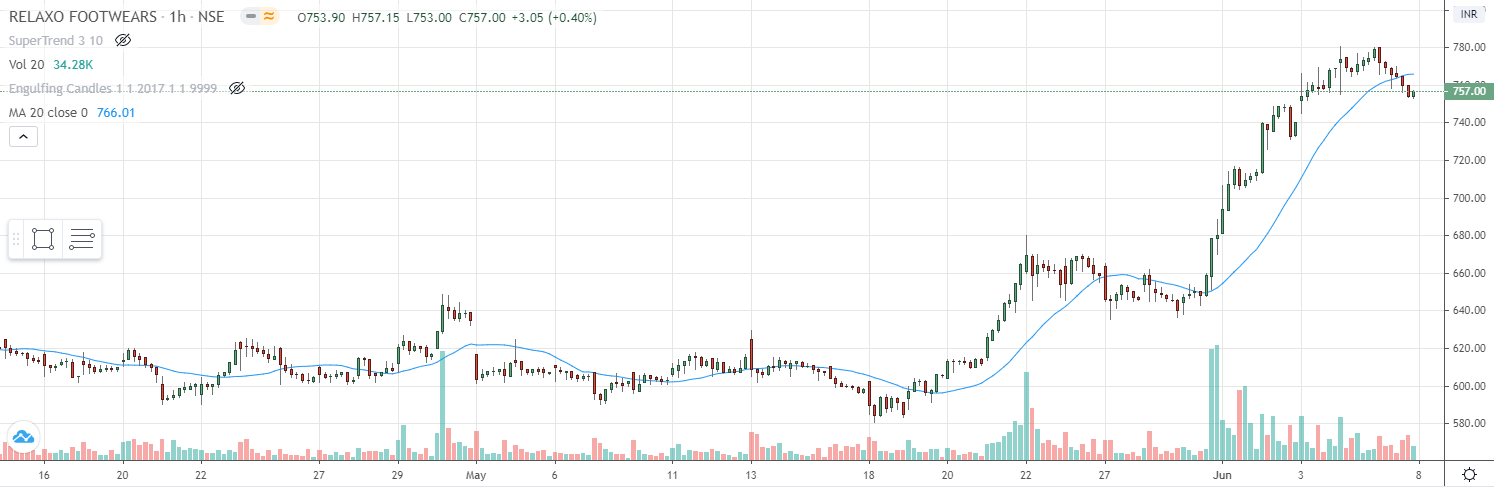 RELAXO FOOTWEARS · 1h · NSE O753.90 H757.15 L753.00 C757.00 +3.05 (+0.40%)
INR
SuperTrend 3 10
Vol 20 34.28K
Engulfing Candles 1 1 2017 1 1 9999
MA 20 close 0 766.01
780.00
760.00
757.00
740.00
720.00
700.00
680.00
660.00
640.00
620.00
600.00
580.00
16 20 22 27 29 May 6 11 13 18 20 22 27 Jun 3 8